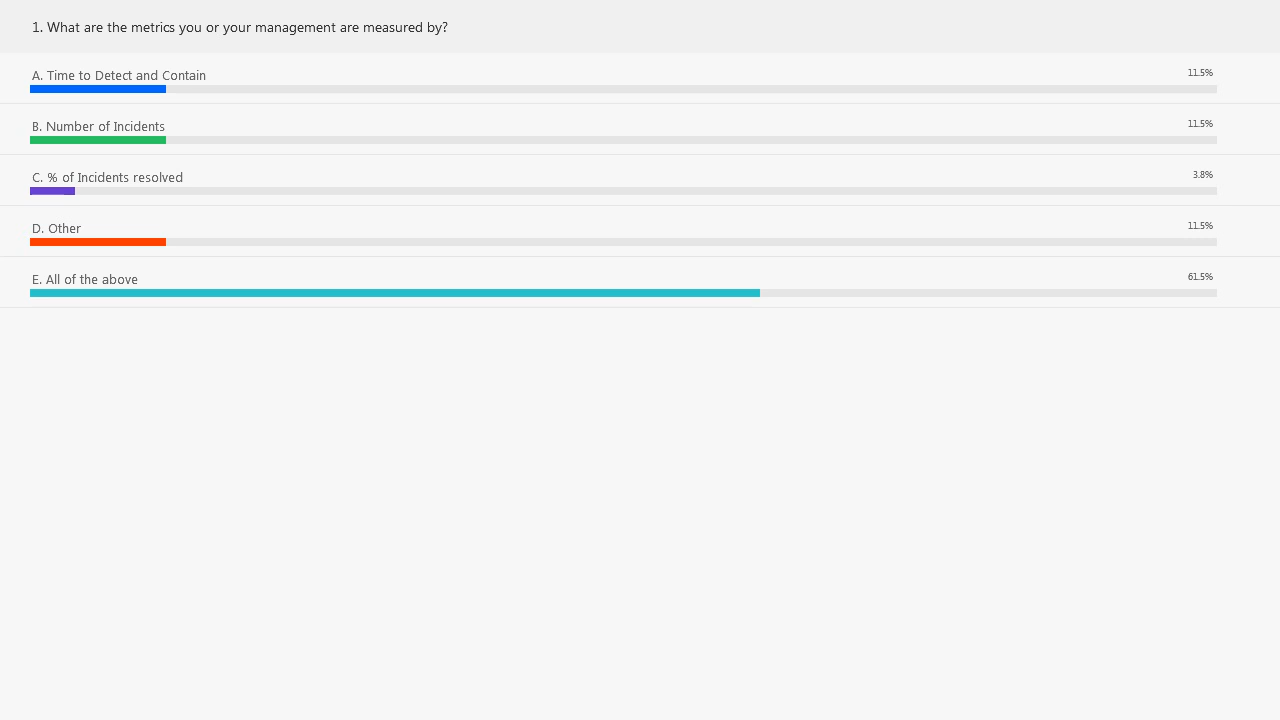 1. What are the metrics you or your management are measured by?
A. Time to Detect and Contain
11.5%
B. Number of Incidents
11.5%
C. % of Incidents resolved
3.8%
D. Other
11.5%
E. All of the above
61.5%